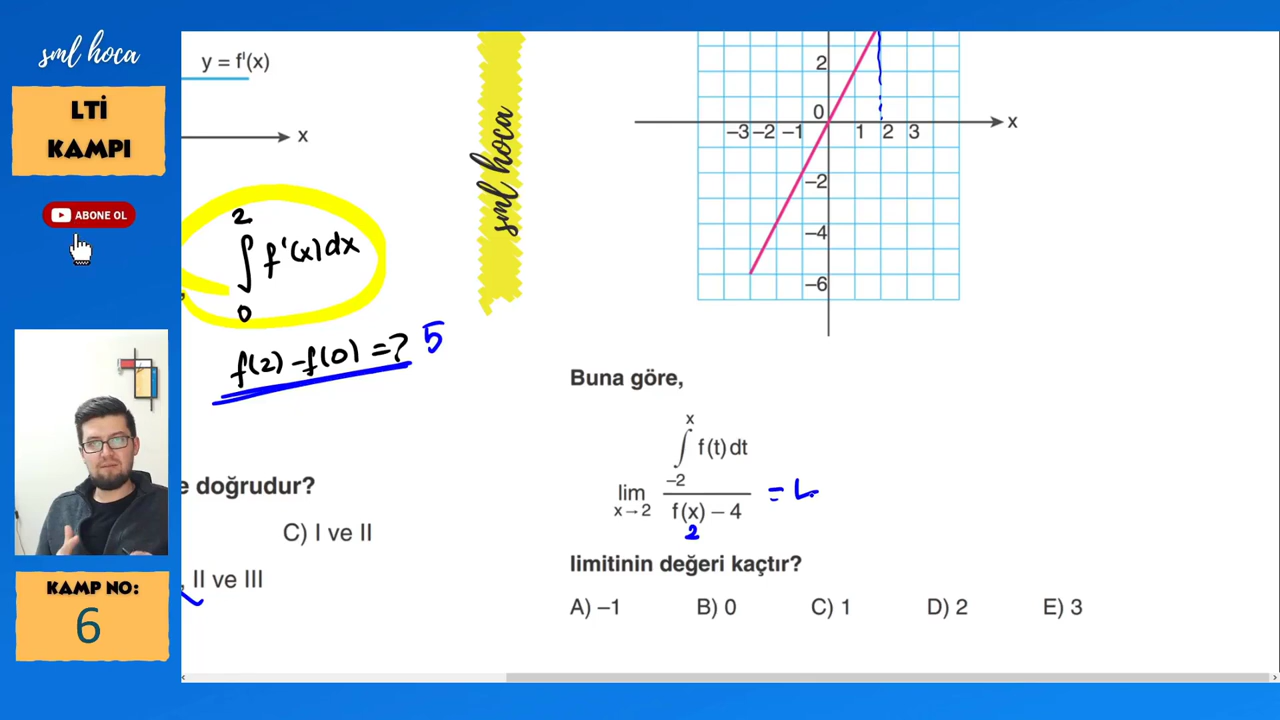 sml hoca
LTİ
KAMPI
ABONE OL
KAMP NO:
6
y = f'(x)
x
2
∫ f'(x)dx
0
f(2) - f(0) = ? 5
e doğrudur?
C) I ve II
, II ve III
sml hoca
2
0
–3 –2 –1 1 2 3
x
–2
–4
–6
Buna göre,
x
∫ f(t) dt
–2
lim
x→2
f(x) – 4
2
=
limitinin değeri kaçtır?
A) –1 B) 0 C) 1 D) 2 E) 3